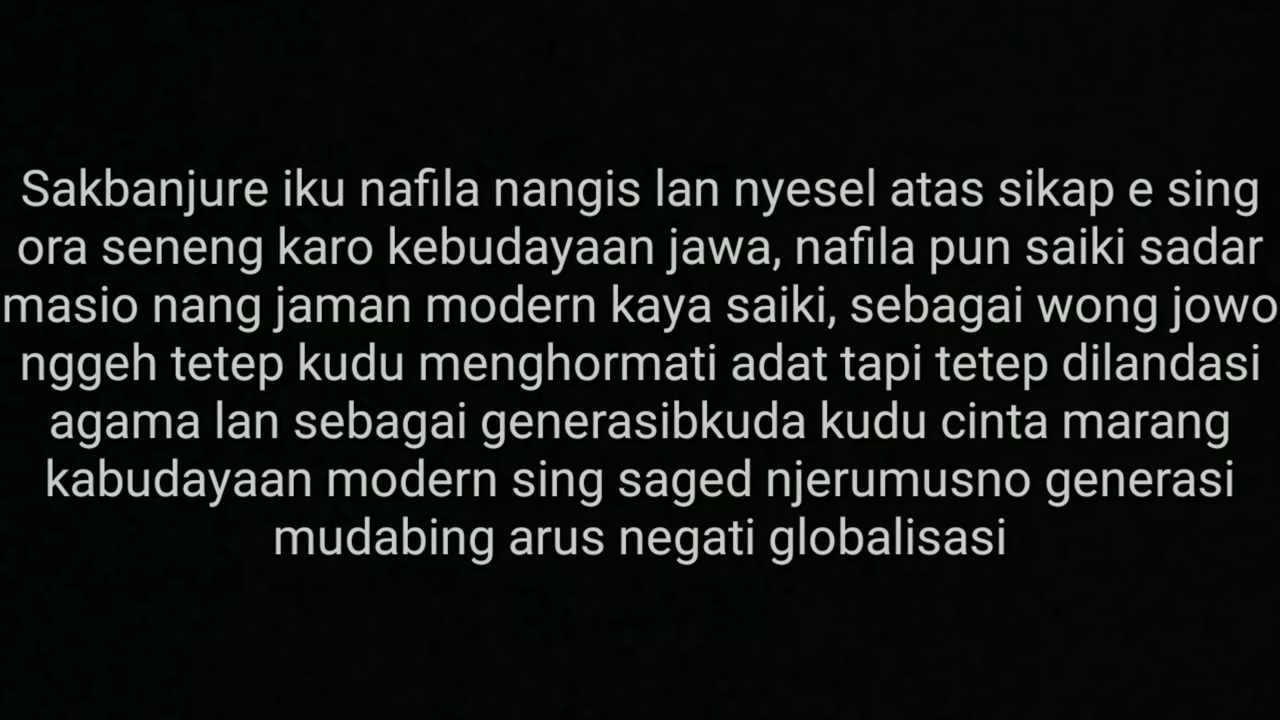 Sakbanjure iku nafila nangis lan nyesel atas sikap e sing
ora seneng karo kebudayaan jawa, nafila pun saiki sadar
masio nang jaman modern kaya saiki, sebagai wong jowo
nggeh tetep kudu menghormati adat tapi tetep dilandasi
agama lan sebagai generasibkuda kudu cinta marang
kabudayaan modern sing saged njerumusno generasi
mudabing arus negati globalisasi